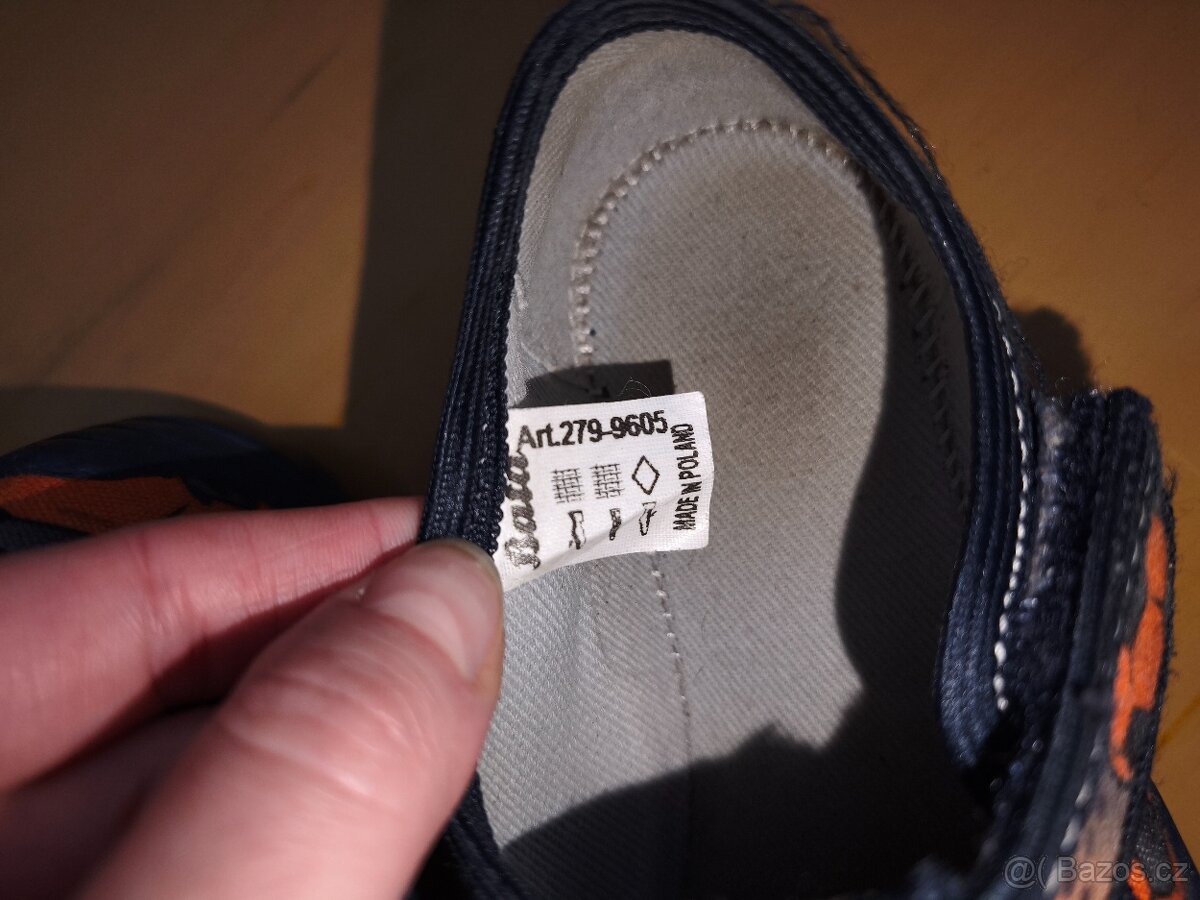 Art.279-9605
Bata
MADE IN POLAND
@( Bazos.cz